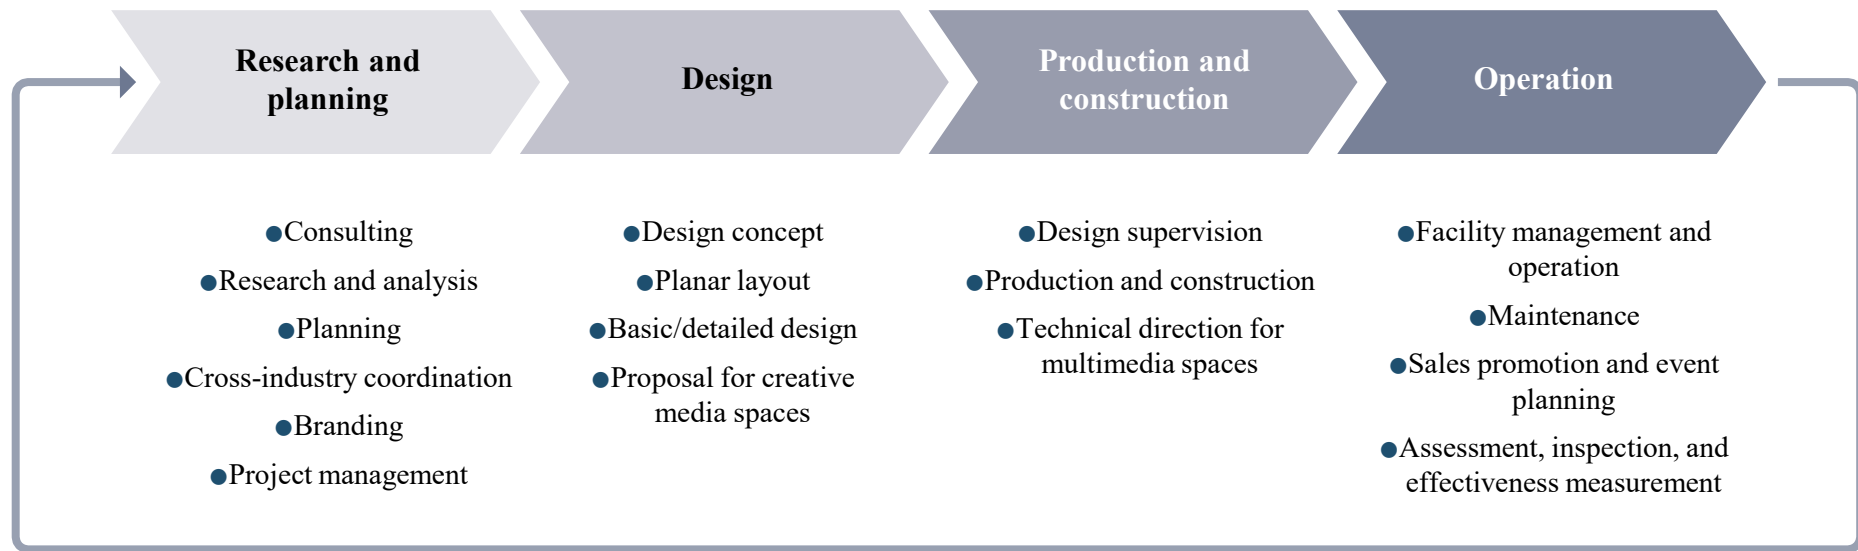 Research and
planning
Design
Production and
construction
Operation
●Consulting
●Research and analysis
●Planning
●Cross-industry coordination
●Branding
●Project management
●Design concept
●Planar layout
●Basic/detailed design
●Proposal for creative
media spaces
●Design supervision
●Production and construction
●Technical direction for
multimedia spaces
●Facility management and
operation
●Maintenance
●Sales promotion and event
planning
●Assessment, inspection, and
effectiveness measurement